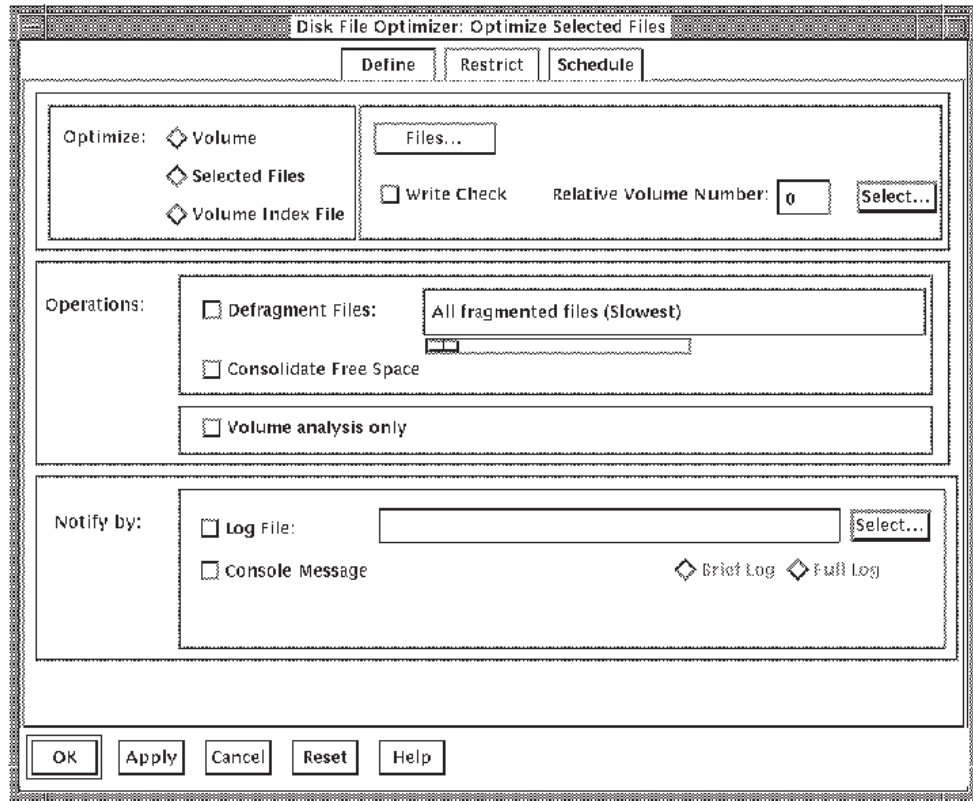 Disk File Optimizer: Optimize Selected Files
Define Restrict Schedule
Optimize: Volume
Selected Files
Volume Index File
Files...
Write Check Relative Volume Number: 0 Select...
Operations: Defragment Files: All fragmented files (Slowest)
Consolidate Free Space
Volume analysis only
Notify by: Log File: Select...
Console Message Brief Log Full Log
OK Apply Cancel Reset Help